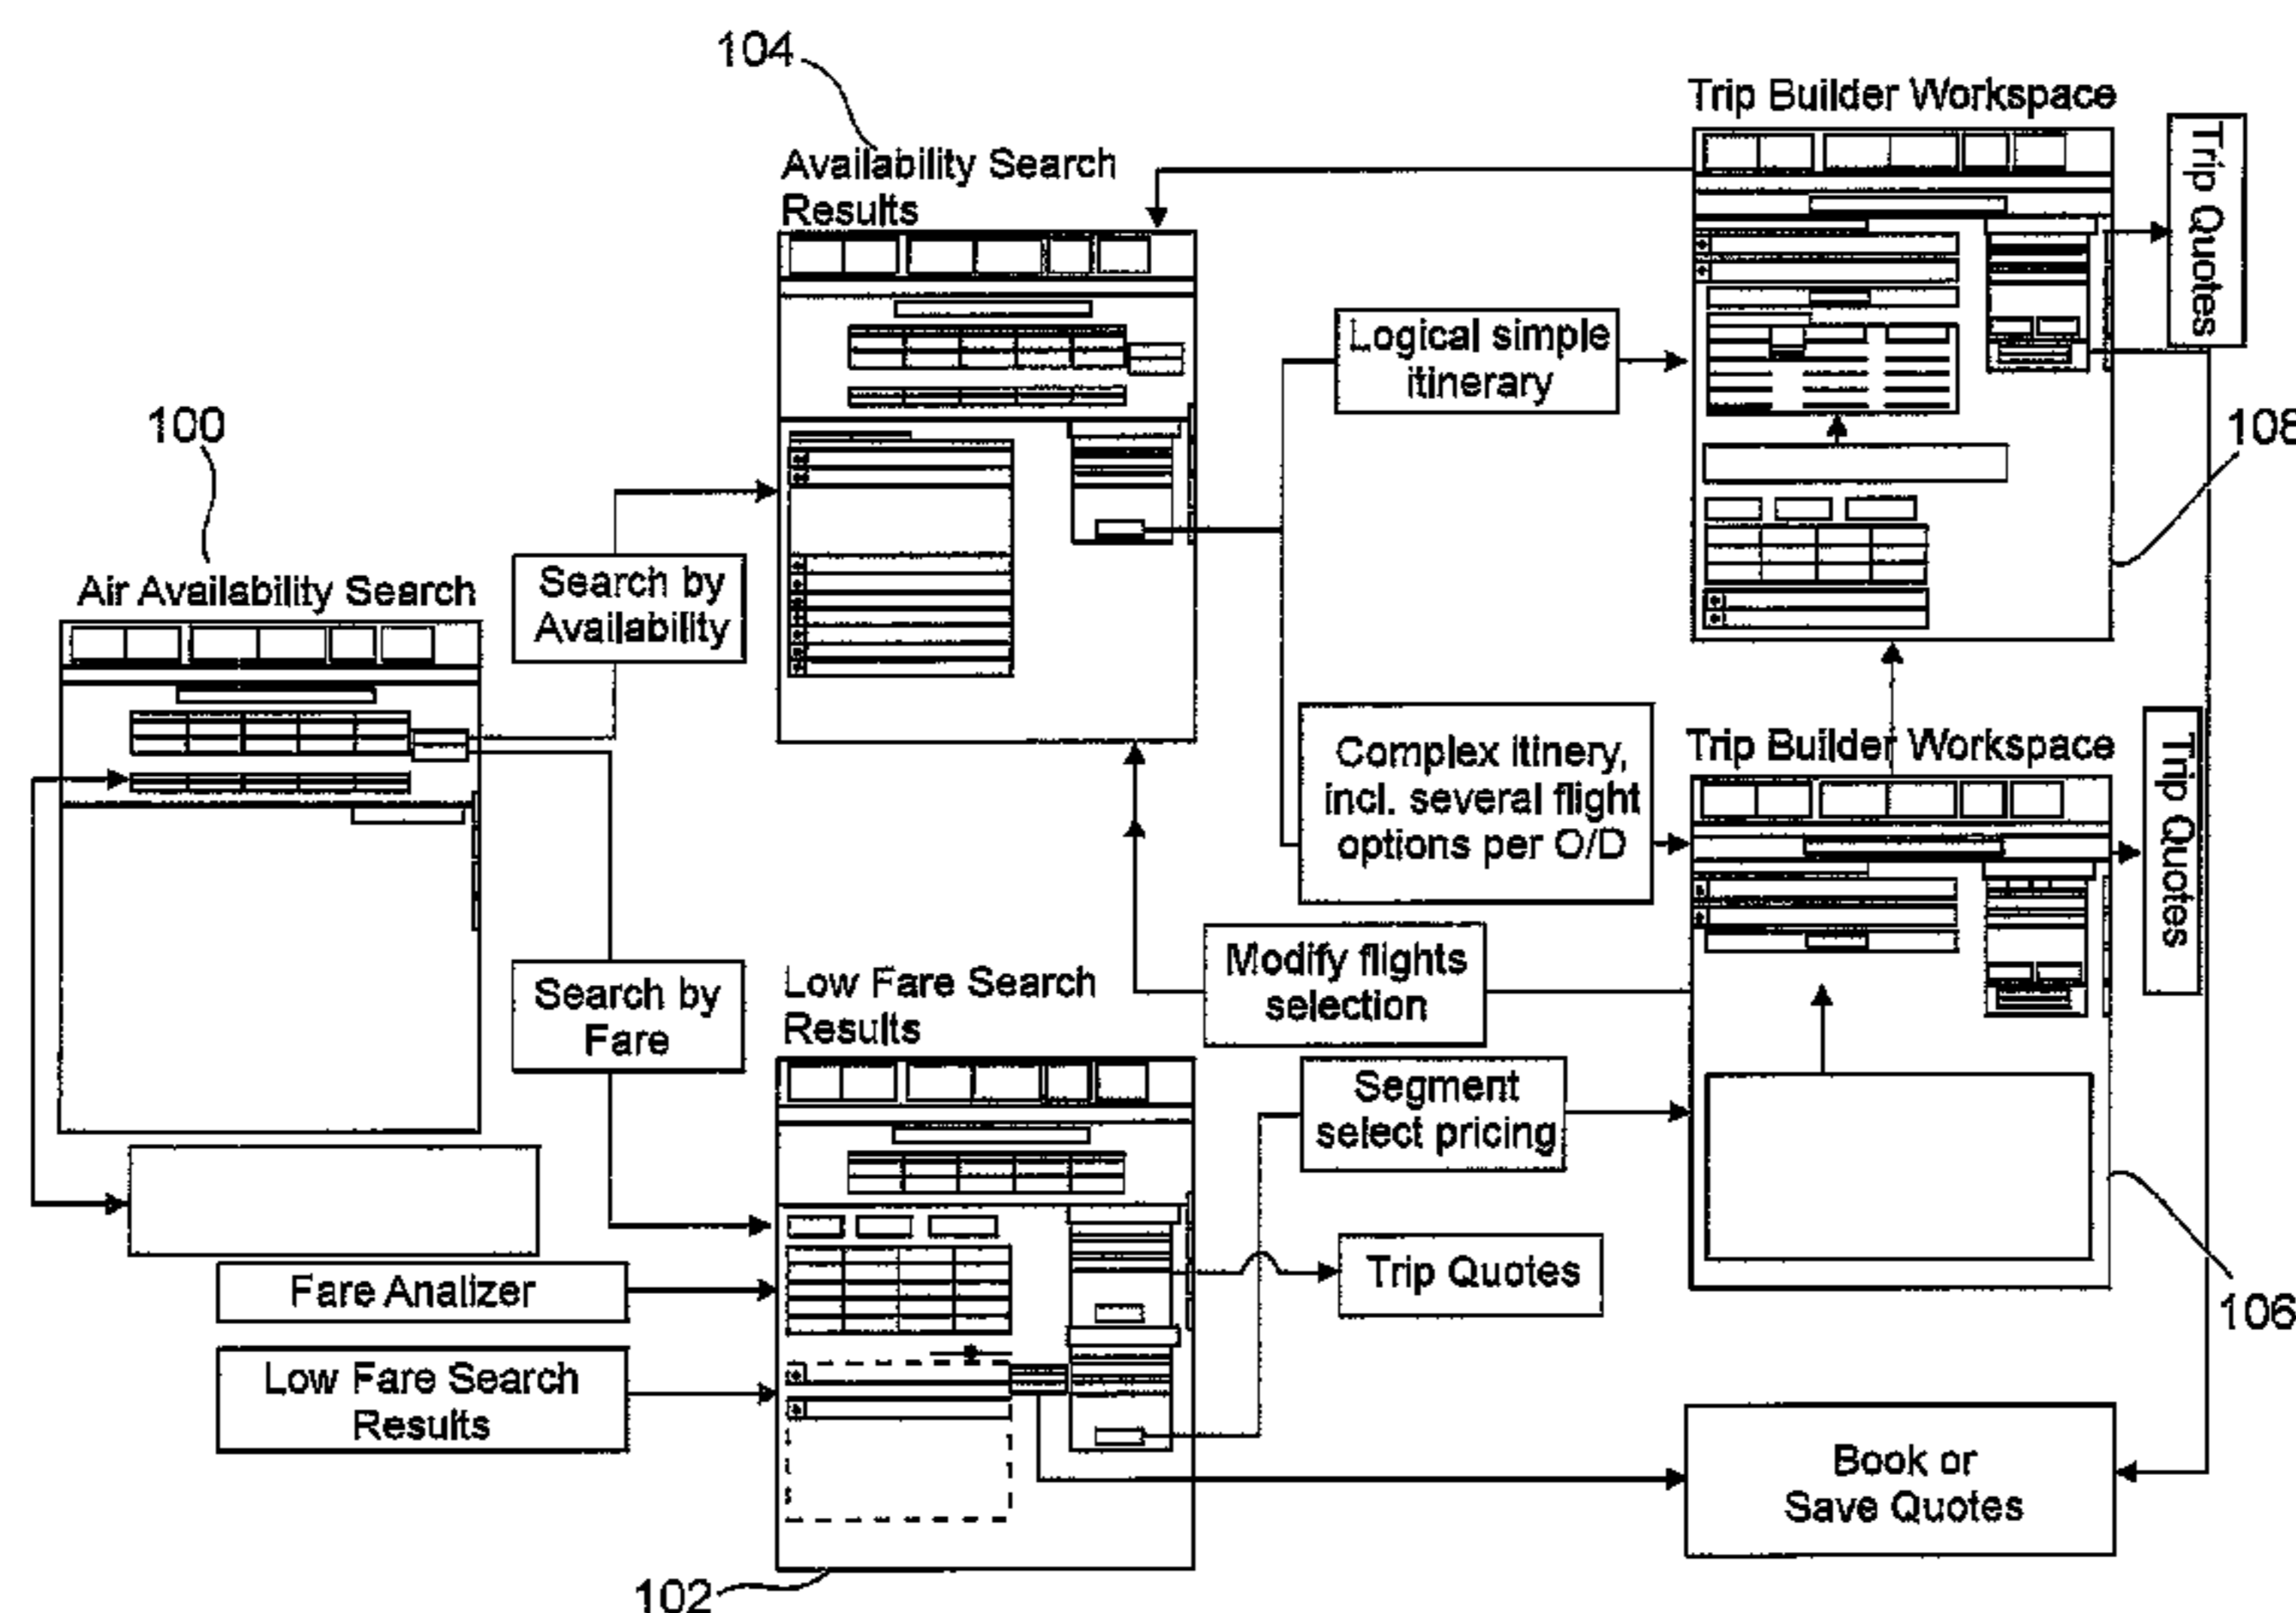 104
Availability Search
Results
Trip Builder Workspace
Trip Quotes
Logical simple
itinerary
108
100
Air Availability Search
Search by
Availability
Complex itinery,
incl. several flight
options per O/D
Trip Builder Workspace
Trip Quotes
Modify flights
selection
Search by
Fare
Low Fare Search
Results
Segment
select pricing
Trip Quotes
Fare Analizer
106
Low Fare Search
Results
Book or
Save Quotes
102